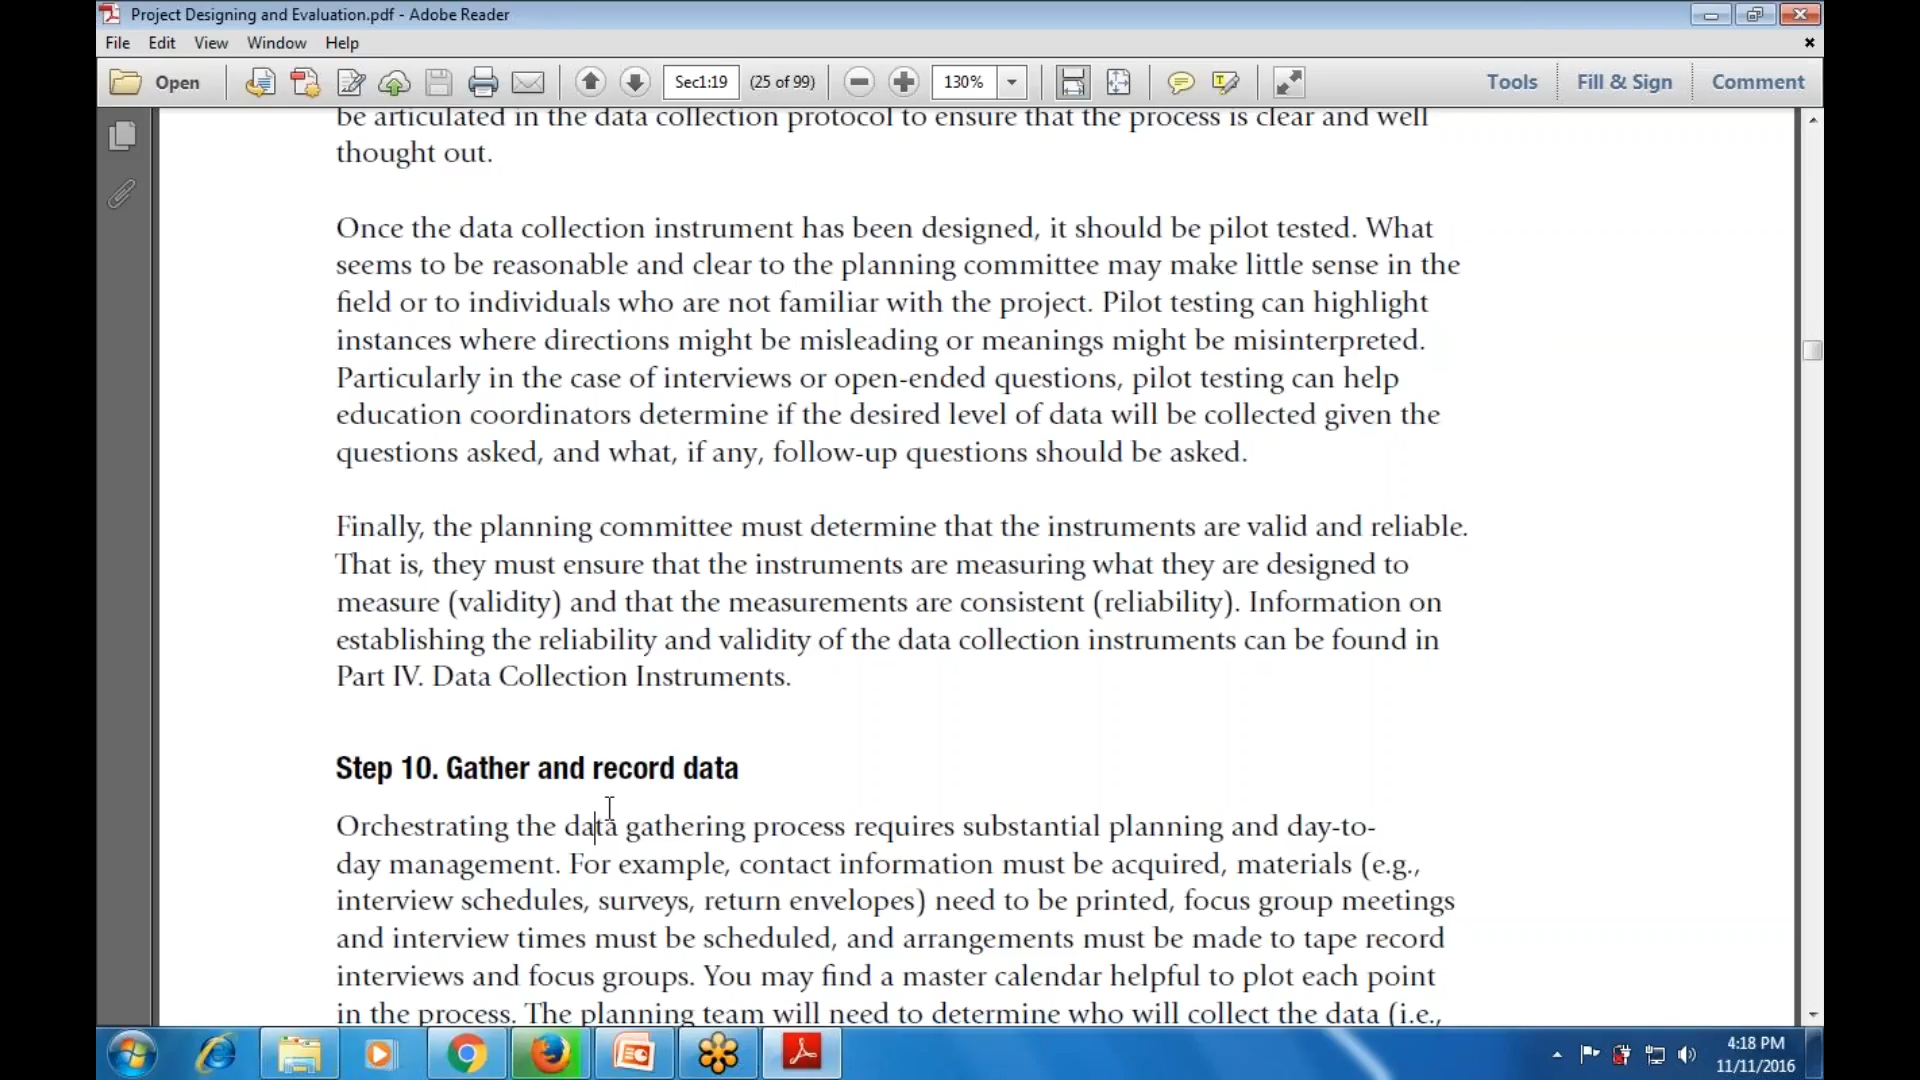 Project Designing and Evaluation.pdf - Adobe Reader
File Edit View Window Help
Open Sec1:19 (25 of 99) 130% Tools Fill & Sign Comment
be articulated in the data collection protocol to ensure that the process is clear and well
thought out.
Once the data collection instrument has been designed, it should be pilot tested. What
seems to be reasonable and clear to the planning committee may make little sense in the
field or to individuals who are not familiar with the project. Pilot testing can highlight
instances where directions might be misleading or meanings might be misinterpreted.
Particularly in the case of interviews or open-ended questions, pilot testing can help
education coordinators determine if the desired level of data will be collected given the
questions asked, and what, if any, follow-up questions should be asked.
Finally, the planning committee must determine that the instruments are valid and reliable.
That is, they must ensure that the instruments are measuring what they are designed to
measure (validity) and that the measurements are consistent (reliability). Information on
establishing the reliability and validity of the data collection instruments can be found in
Part IV. Data Collection Instruments.
Step 10. Gather and record data
Orchestrating the data gathering process requires substantial planning and day-to-
day management. For example, contact information must be acquired, materials (e.g.,
interview schedules, surveys, return envelopes) need to be printed, focus group meetings
and interview times must be scheduled, and arrangements must be made to tape record
interviews and focus groups. You may find a master calendar helpful to plot each point
in the process. The planning team will need to determine who will collect the data (i.e.,
4:18 PM
11/11/2016